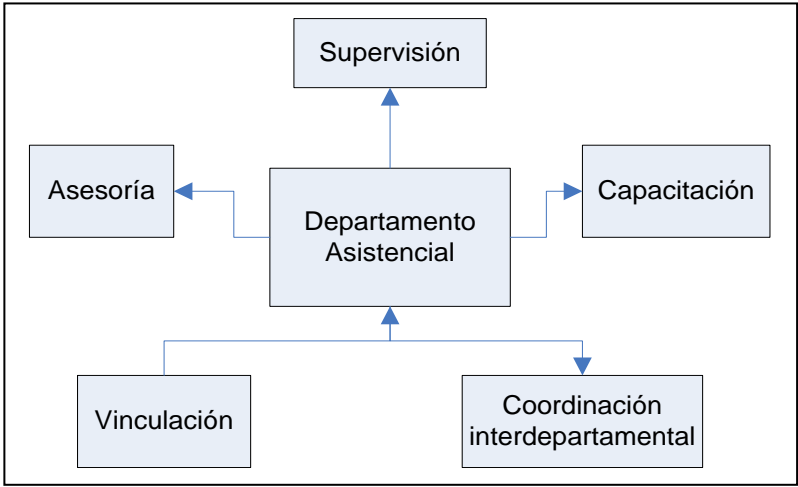 Supervisión
Asesoría
Capacitación
Departamento
Asistencial
Vinculación
Coordinación
interdepartamental